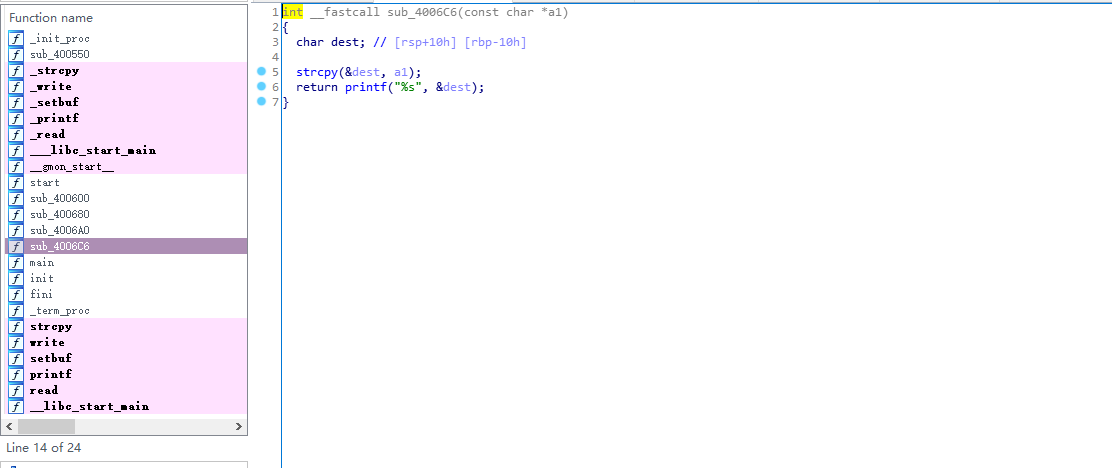 Function name
f _init_proc
f sub_400550
f _strcpy
f _write
f _setbuf
f _printf
f _read
f ___libc_start_main
f __gmon_start__
f start
f sub_400600
f sub_400680
f sub_4006A0
f sub_4006C6
f main
f init
f fini
f _term_proc
f strcpy
f write
f setbuf
f printf
f read
f __libc_start_main
Line 14 of 24
1 int __fastcall sub_4006C6(const char *a1)
2 {
3 char dest; // [rsp+10h] [rbp-10h]
4
5 strcpy(&dest, a1);
6 return printf("%s", &dest);
7 }